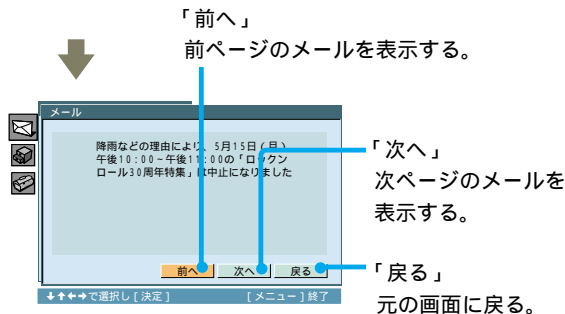 「前へ」
前ページのメールを表示する。
メール
降雨などの理由により、5月15日(月)
午後10:00~午後11:00の「ロックン
ロール30周年特集」は中止になりました
「次へ」
次ページのメールを
表示する。
前へ 次へ 戻る
「戻る」
元の画面に戻る。
↓↑←→で選択し[決定] [メニュー]終了